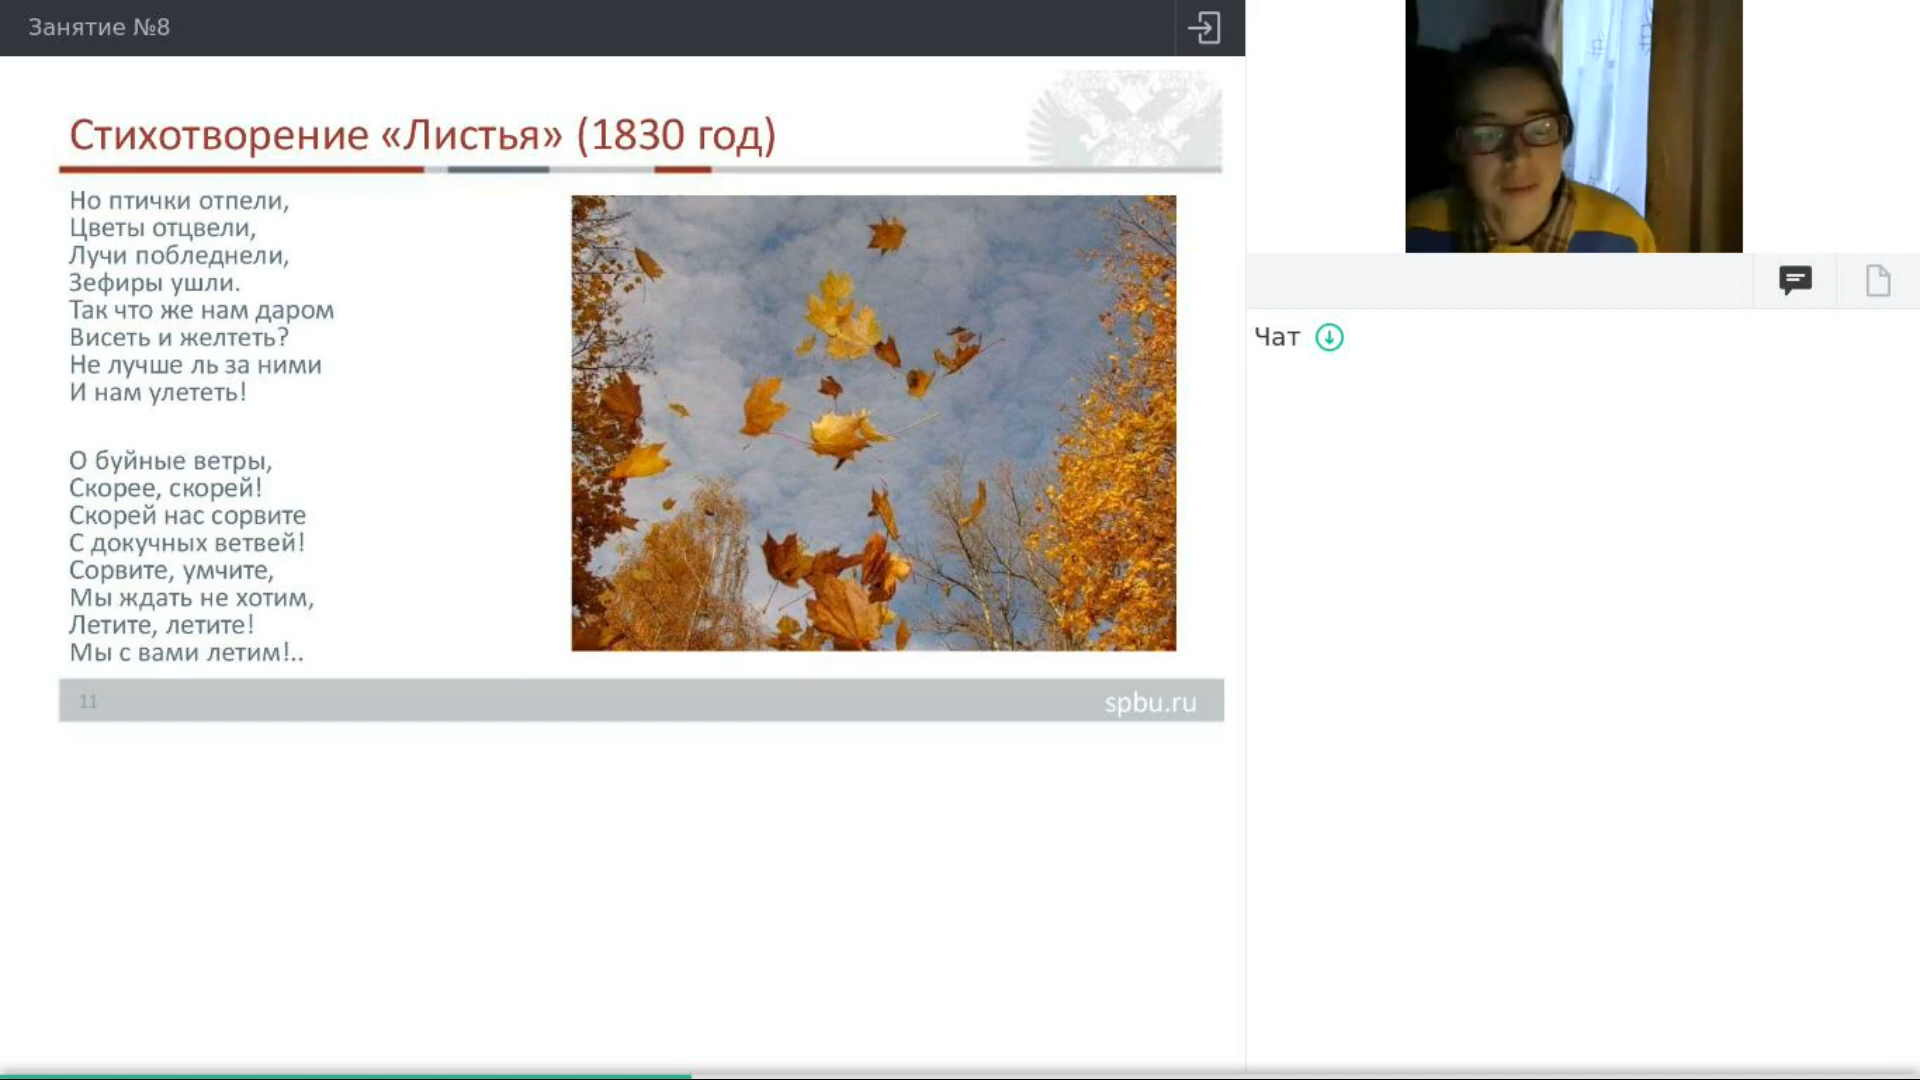 Занятие №8
Стихотворение «Листья» (1830 год)
Но птички отпели,
Цветы отцвели,
Лучи побледнели,
Зефиры ушли.
Так что же нам даром
Висеть и желтеть?
Не лучше ль за ними
И нам улететь!
О буйные ветры,
Скорее, скорей!
Скорей нас сорвите
С докучных ветвей!
Сорвите, умчите,
Мы ждать не хотим,
Летите, летите!
Мы с вами летим!..
11
spbu.ru
Чат